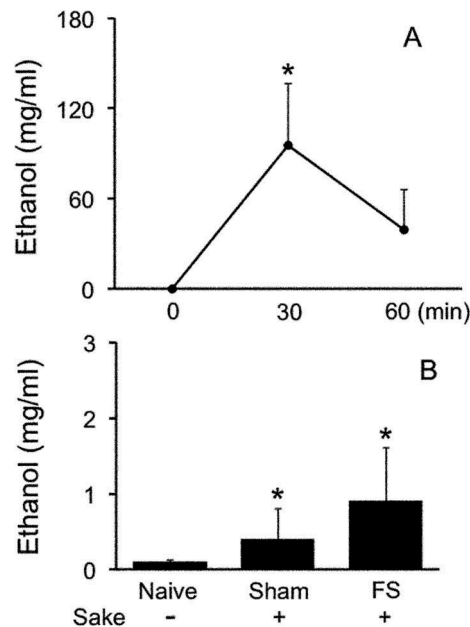 A
180
120
60
0
Ethanol (mg/ml)
*
0 30 60 (min)
B
3
2
1
0
Ethanol (mg/ml)
* *
Naive Sham FS
Sake - + +